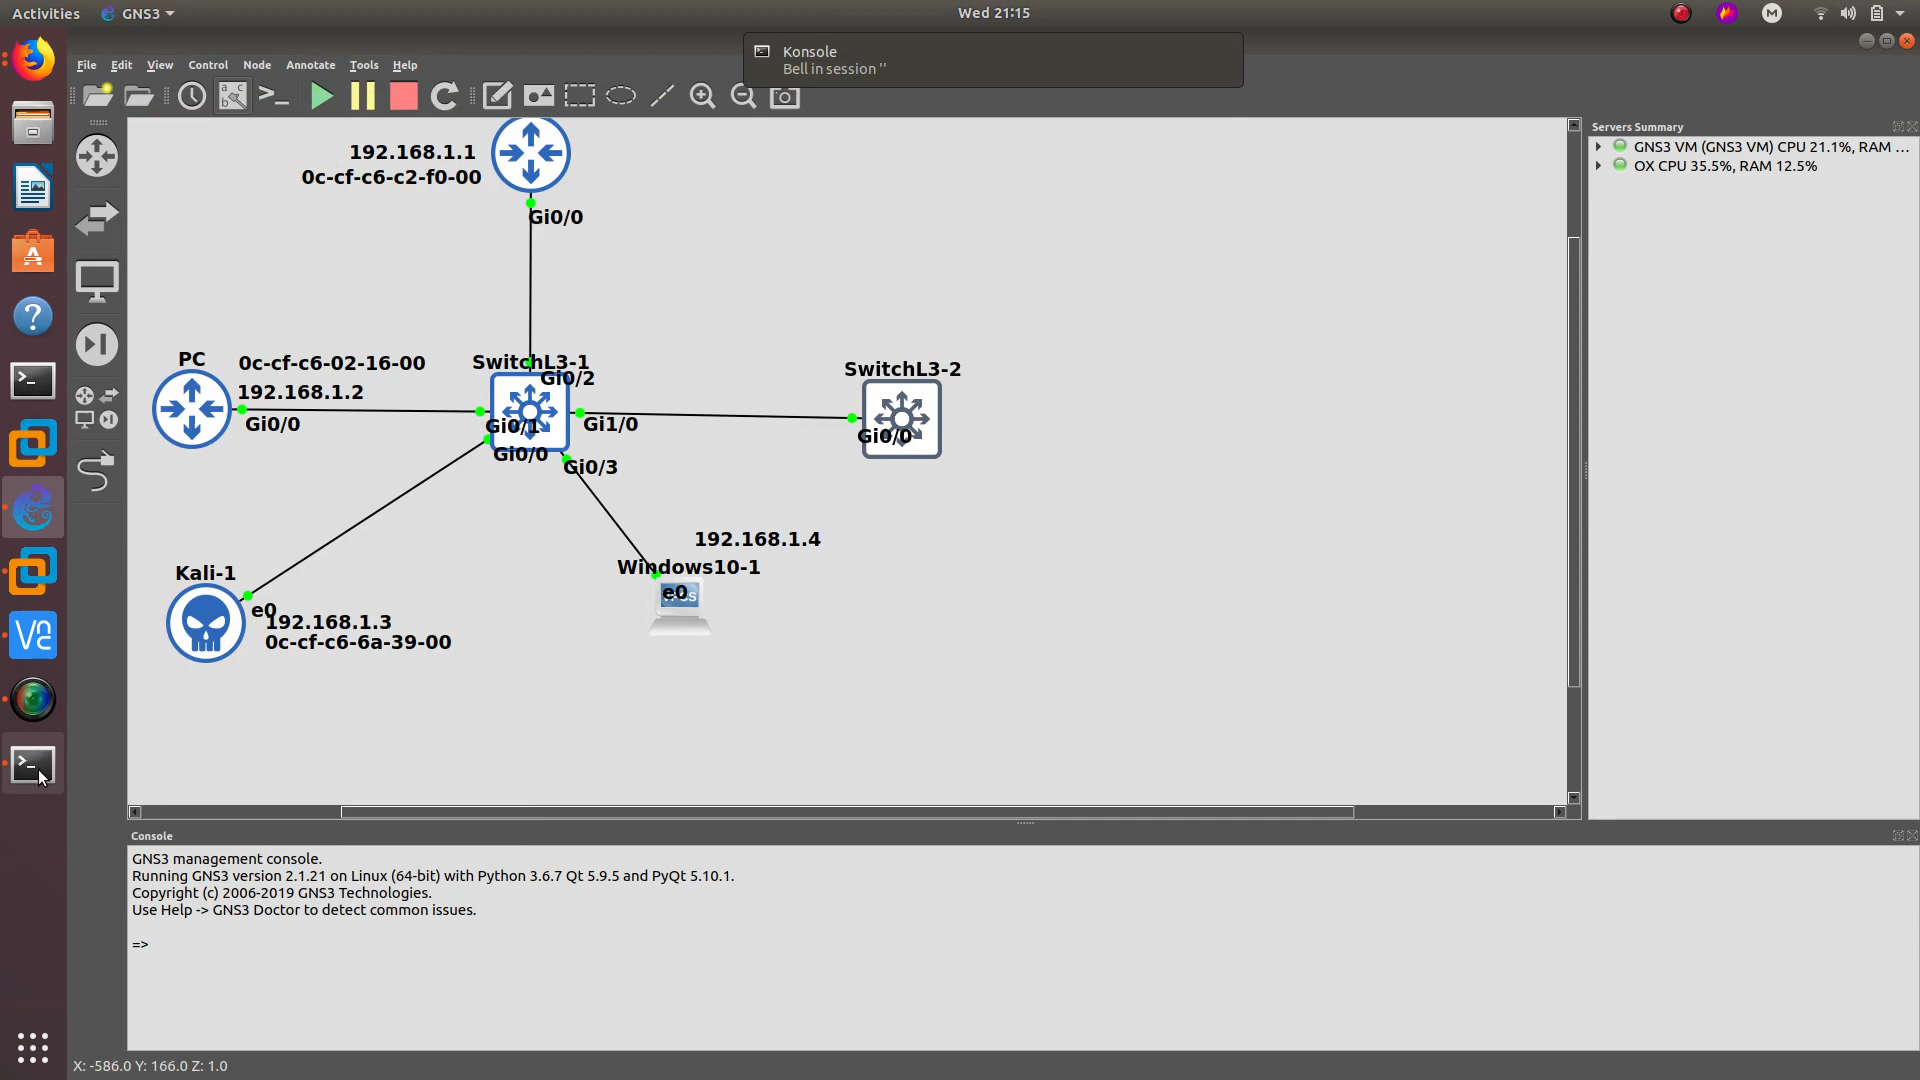 Activities
GNS3
Wed 21:15
M
Konsole
Bell in session ''
File Edit View Control Node Annotate Tools Help
192.168.1.1
0c-cf-c6-c2-f0-00
Gi0/0
PC
0c-cf-c6-02-16-00
192.168.1.2
Gi0/0
SwitchL3-1
Gi0/2
Gi0/1
Gi1/0
Gi0/0
Gi0/3
SwitchL3-2
Gi0/0
Kali-1
e0
192.168.1.3
0c-cf-c6-6a-39-00
192.168.1.4
Windows10-1
e0
Servers Summary
GNS3 VM (GNS3 VM) CPU 21.1%, RAM ...
OX CPU 35.5%, RAM 12.5%
Console
GNS3 management console.
Running GNS3 version 2.1.21 on Linux (64-bit) with Python 3.6.7 Qt 5.9.5 and PyQt 5.10.1.
Copyright (c) 2006-2019 GNS3 Technologies.
Use Help -> GNS3 Doctor to detect common issues.
=>
X: -586.0 Y: 166.0 Z: 1.0